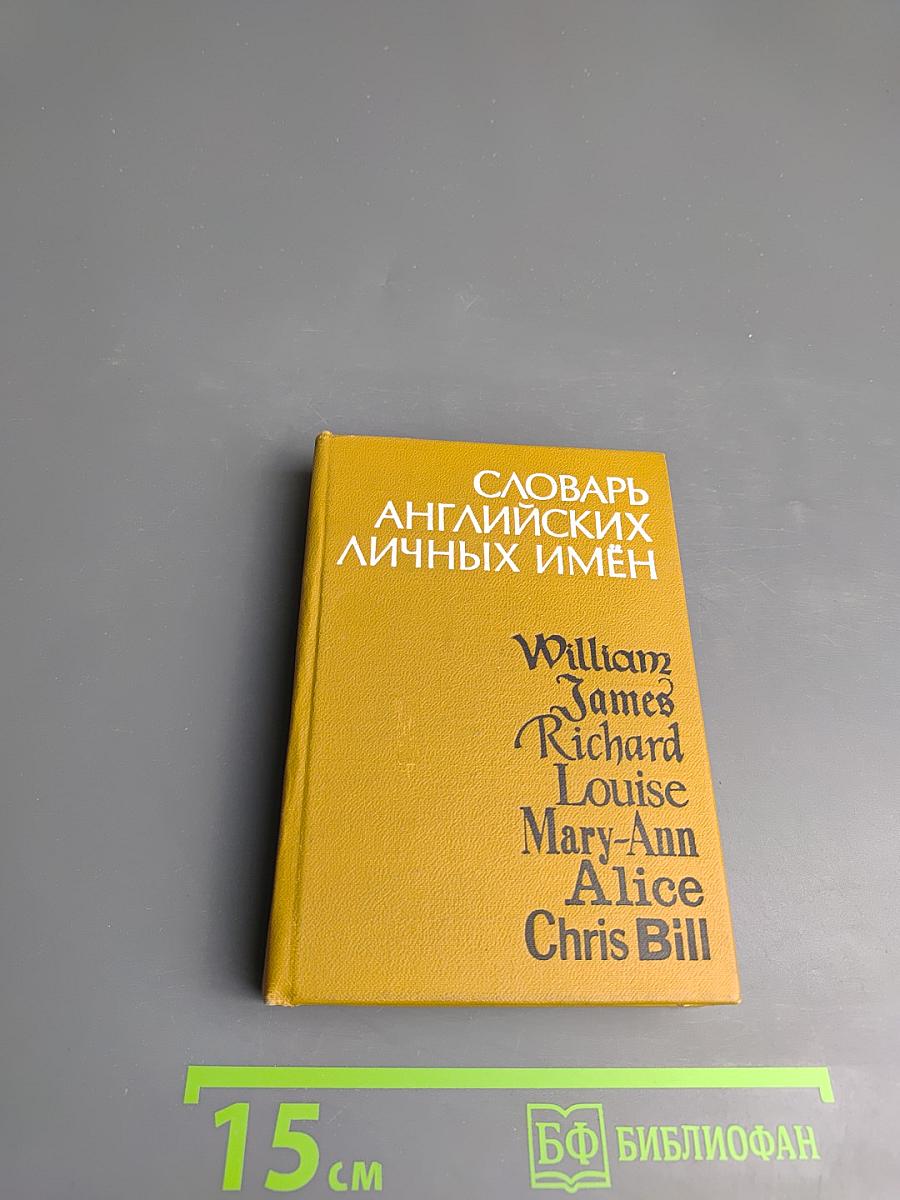 СЛОВАРЬ
АНГЛИЙСКИХ
ЛИЧНЫХ ИМЁН
William
James
Richard
Louise
Mary-Ann
Alice
Chris Bill
15 см
БФ БИБЛИОФАН